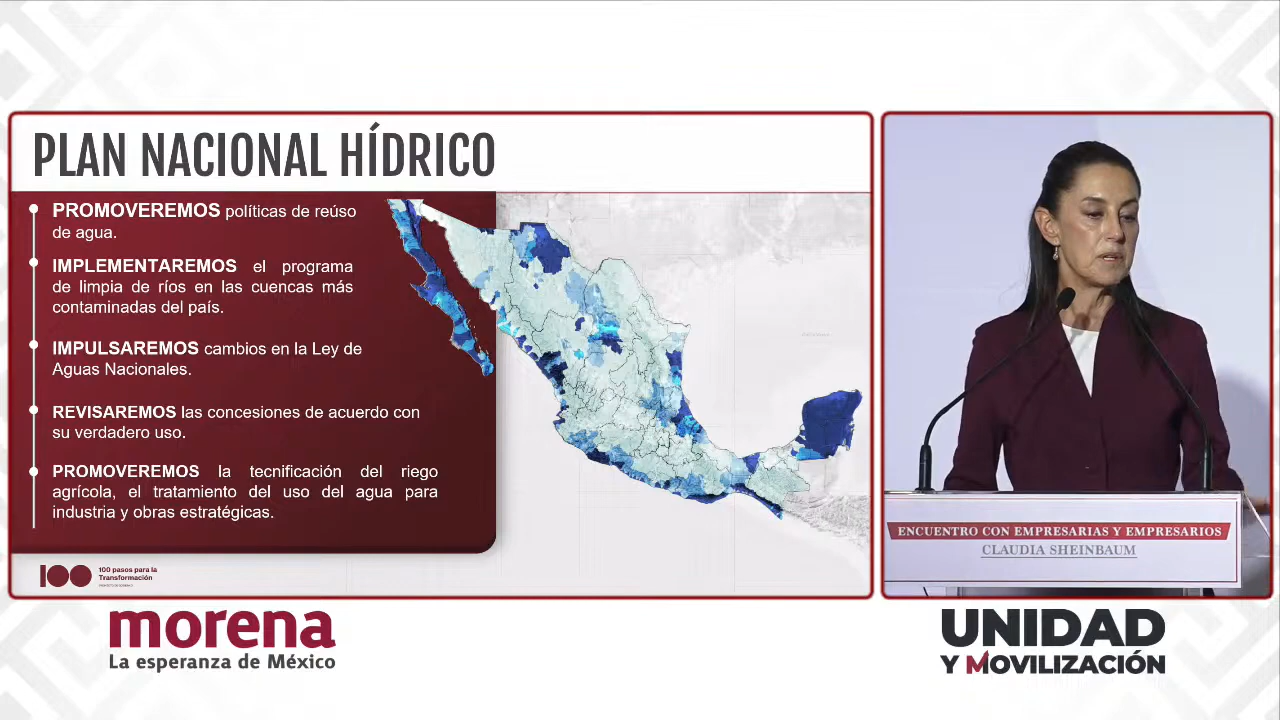 PLAN NACIONAL HÍDRICO
PROMOVEREMOS políticas de reúso
de agua.
IMPLEMENTAREMOS el programa
de limpia de ríos en las cuencas más
contaminadas del país.
IMPULSAREMOS cambios en la Ley de
Aguas Nacionales.
REVISAREMOS las concesiones de acuerdo con
su verdadero uso.
PROMOVEREMOS la tecnificación del riego
agrícola, el tratamiento del uso del agua para
industria y obras estratégicas.
100
100 pasos para la
Transformación
ENCUENTRO CON EMPRESARIAS Y EMPRESARIOS
CLAUDIA SHEINBAUM
morena
La esperanza de México
UNIDAD
Y MOVILIZACIÓN